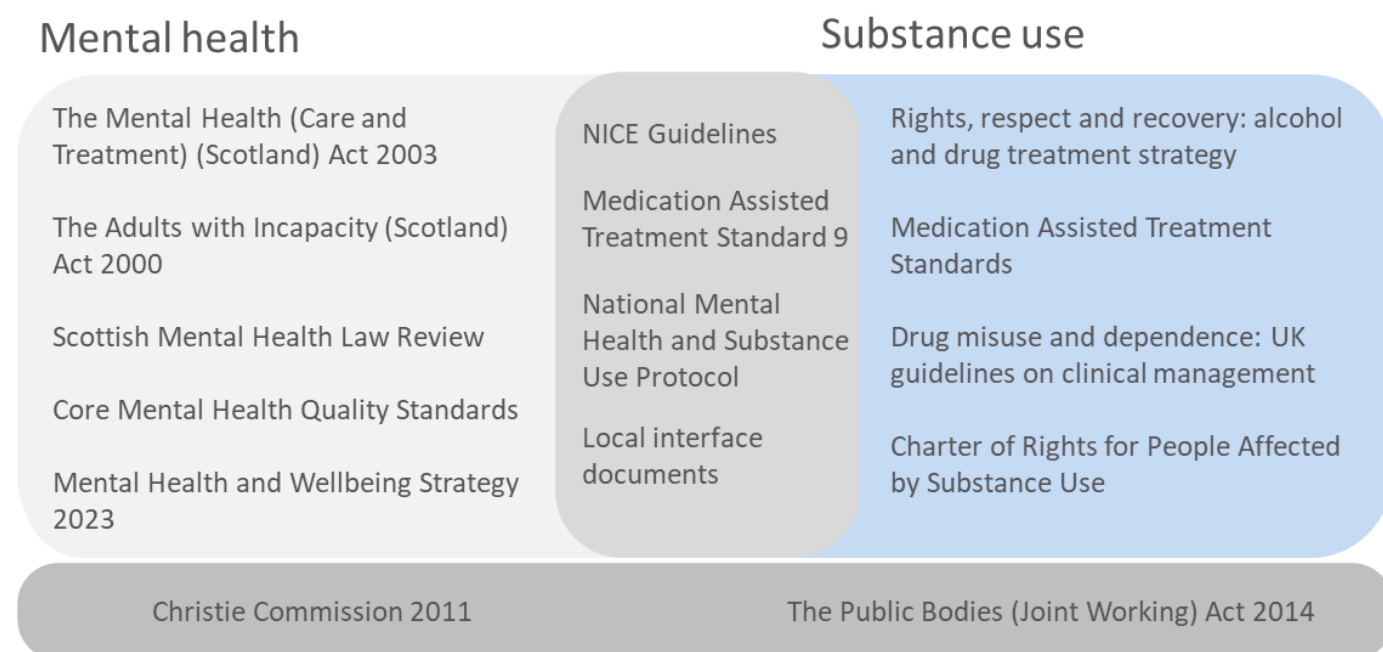 Mental health
Substance use
The Mental Health (Care and
Treatment) (Scotland) Act 2003
The Adults with Incapacity (Scotland)
Act 2000
Scottish Mental Health Law Review
Core Mental Health Quality Standards
Mental Health and Wellbeing Strategy
2023
NICE Guidelines
Medication Assisted
Treatment Standard 9
National Mental
Health and Substance
Use Protocol
Local interface
documents
Rights, respect and recovery: alcohol
and drug treatment strategy
Medication Assisted Treatment
Standards
Drug misuse and dependence: UK
guidelines on clinical management
Charter of Rights for People Affected
by Substance Use
Christie Commission 2011
The Public Bodies (Joint Working) Act 2014